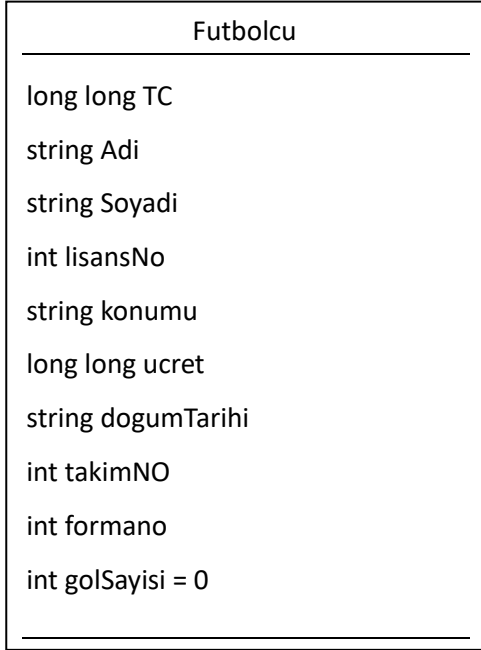 Futbolcu
long long TC
string Adi
string Soyadi
int lisansNo
string konumu
long long ucret
string dogumTarihi
int takimNO
int formano
int golSayisi = 0